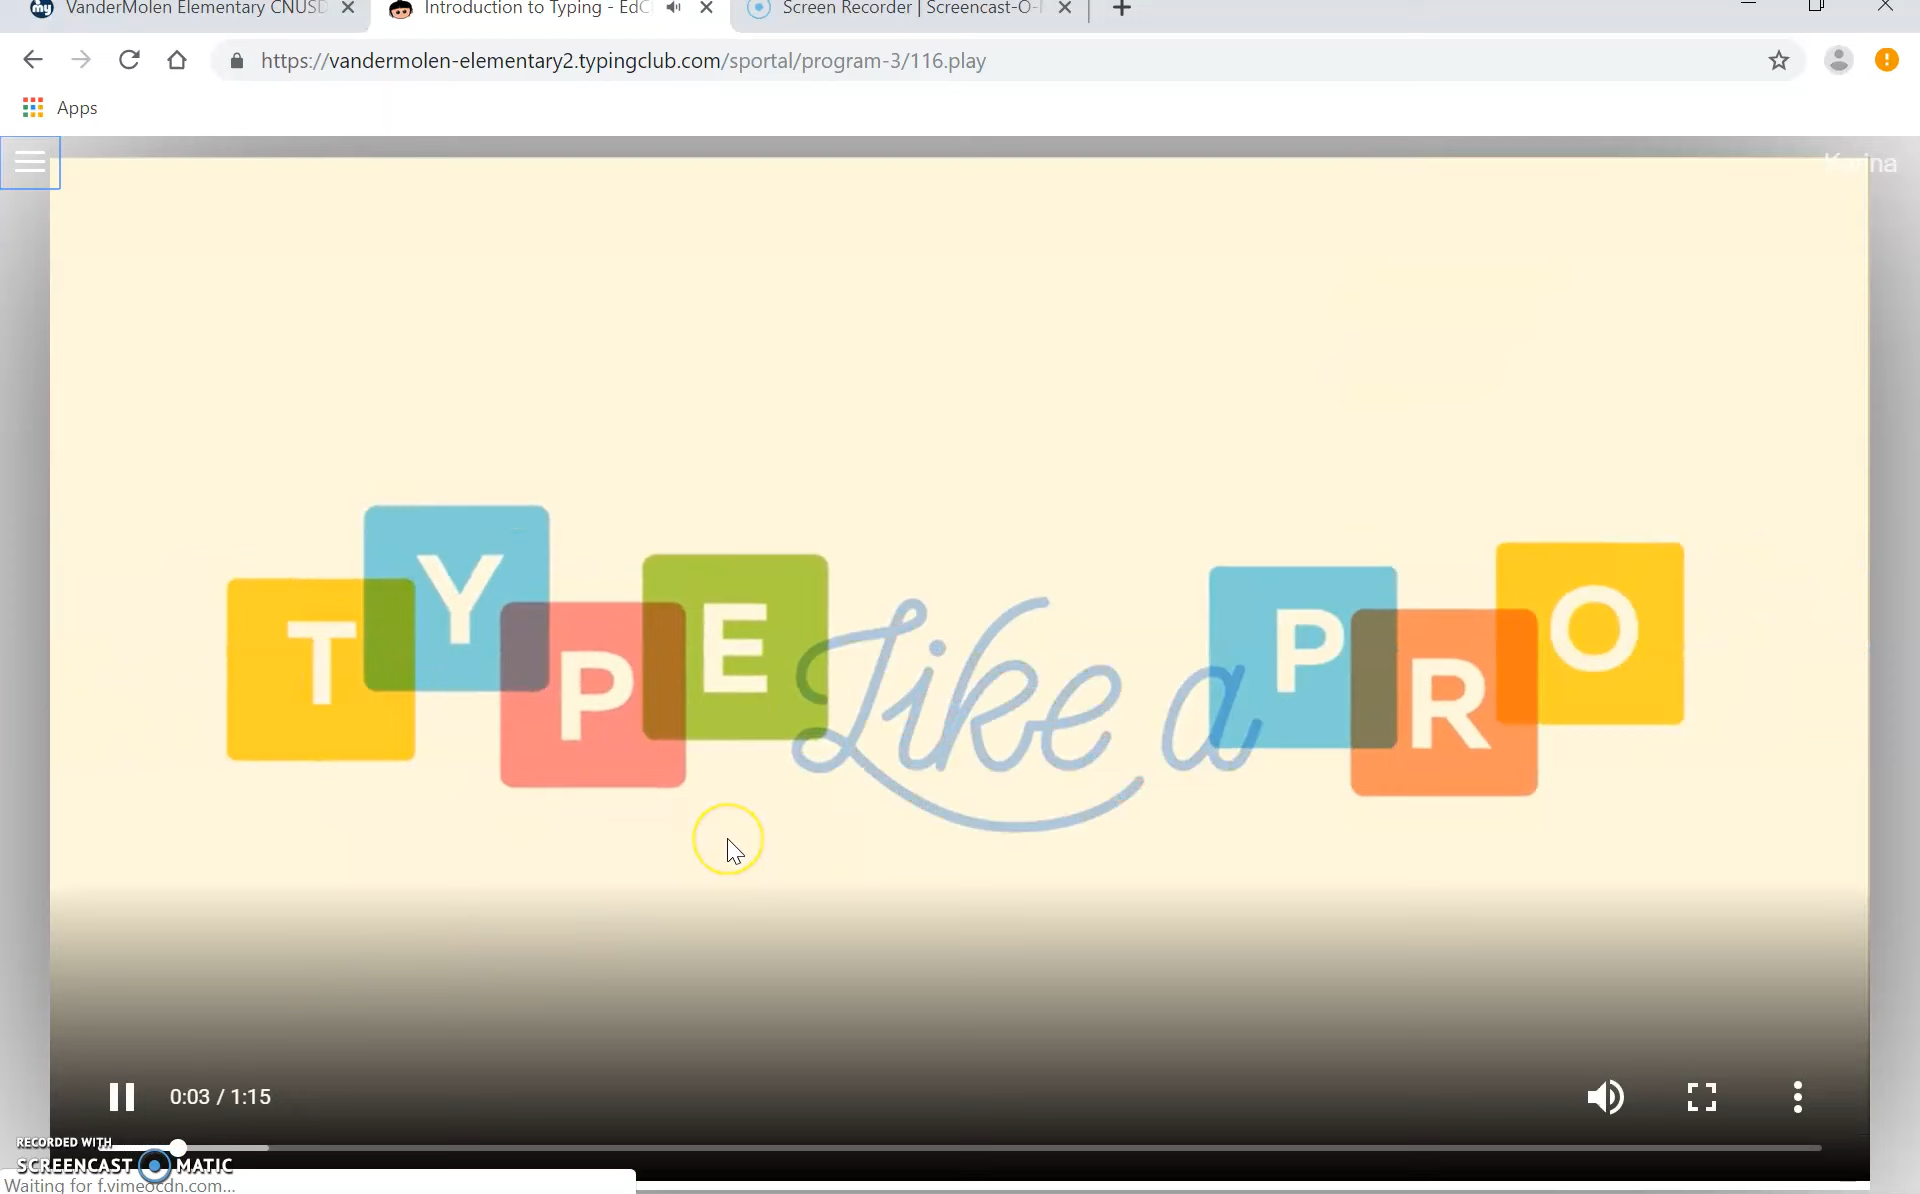 my VanderMolen Elementary CNUSD
Introduction to Typing - EdC
Screen Recorder | Screencast-O-
https://vandermolen-elementary2.typingclub.com/sportal/program-3/116.play
Apps
TYPE Like a PRO
0:03 / 1:15
RECORDED WITH
SCREENCAST MATIC
Waiting for f.vimeocdn.com...